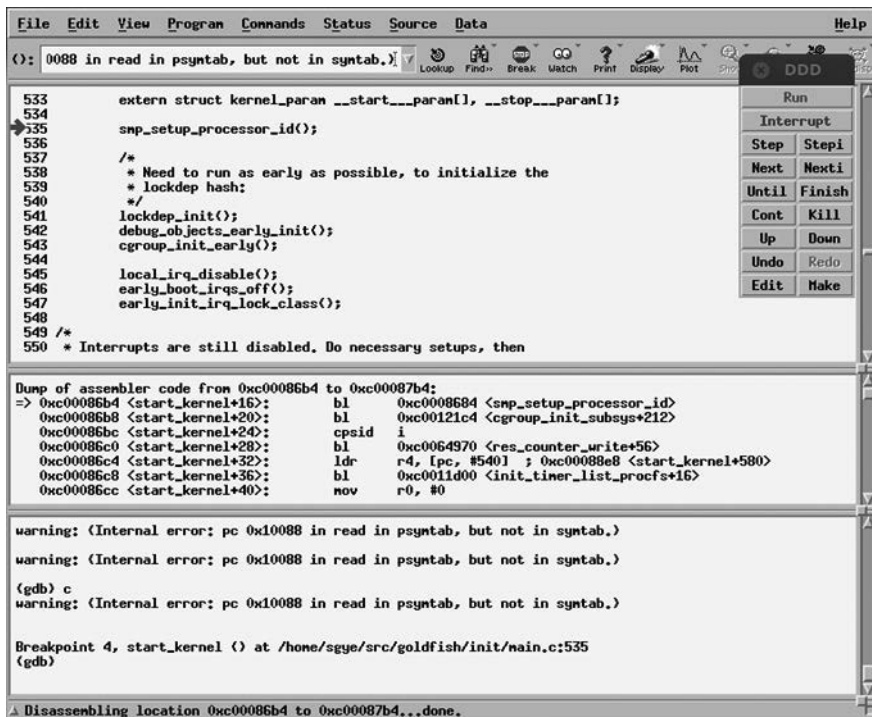 File Edit View Program Commands Status Source Data Help
(): 0088 in read in psymtab, but not in symtab.) Lookup Find» Break Watch Print Display Plot
DDD
Run
Interrupt
Step Stepi
Next Nexti
Until Finish
Cont Kill
Up Down
Undo Redo
Edit Make
533 extern struct kernel_param __start___param[], __stop___param[];
534
535 smp_setup_processor_id();
536
537 /*
538 * Need to run as early as possible, to initialize the
539 * lockdep hash:
540 */
541 lockdep_init();
542 debug_objects_early_init();
543 cgroup_init_early();
544
545 local_irq_disable();
546 early_boot_irqs_off();
547 early_init_irq_lock_class();
548
549 /*
550 * Interrupts are still disabled. Do necessary setups, then
Dump of assembler code from 0xc00086b4 to 0xc00087b4:
=> 0xc00086b4 <start_kernel+16>: bl 0xc0008684 <smp_setup_processor_id>
0xc00086b8 <start_kernel+20>: bl 0xc00121c4 <cgroup_init_subsys+212>
0xc00086bc <start_kernel+24>: cpsid i
0xc00086c0 <start_kernel+28>: bl 0xc0064970 <res_counter_write+56>
0xc00086c4 <start_kernel+32>: ldr r4, [pc, #540] ; 0xc00088e8 <start_kernel+580>
0xc00086c8 <start_kernel+36>: bl 0xc0011d00 <init_timer_list_procfs+16>
0xc00086cc <start_kernel+40>: mov r0, #0
warning: (Internal error: pc 0x10088 in read in psymtab, but not in symtab.)
warning: (Internal error: pc 0x10088 in read in psymtab, but not in symtab.)
(gdb) c
warning: (Internal error: pc 0x10088 in read in psymtab, but not in symtab.)
Breakpoint 4, start_kernel () at /home/sgye/src/goldfish/init/main.c:535
(gdb)
Disassembling location 0xc00086b4 to 0xc00087b4...done.